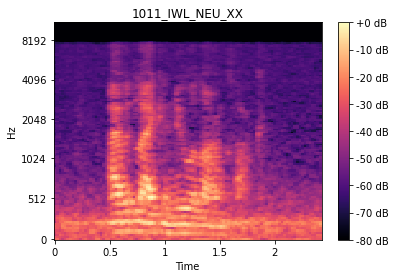 1011_IWL_NEU_XX
+0 dB
8192
-10 dB
4096
-20 dB
-30 dB
2048
Hz
-40 dB
1024
-50 dB
512
-60 dB
-70 dB
0
-80 dB
0 0.5 1 1.5 2
Time